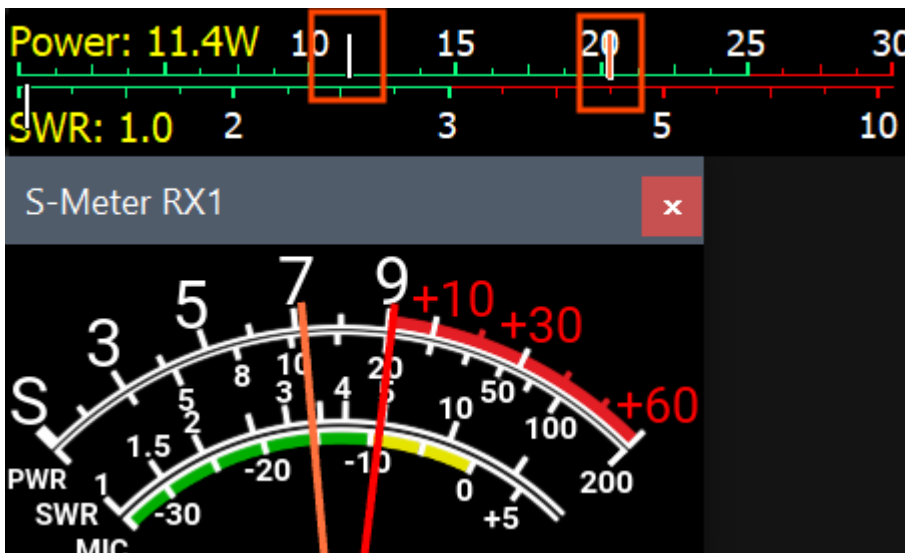 Power: 11.4W 10 15 20 25 30
SWR: 1.0 2 3 5 10
S-Meter RX1 x
S 3 5 7 9 +10 +30 +60
PWR 5 8 10 20 50 100 200
SWR 1 1.5 2 3 4 5 10
MIC -30 -20 -10 0 +5